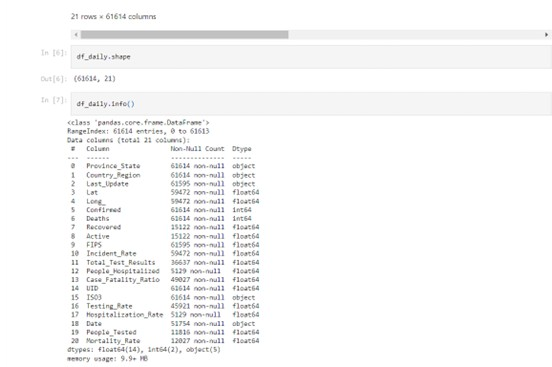 21 rows × 61614 columns
In [6]: df_daily.shape
Out[6]: (61614, 21)
In [7]: df_daily.info()
<class 'pandas.core.frame.DataFrame'>
RangeIndex: 61614 entries, 0 to 61613
Data columns (total 21 columns):
# Column Non-Null Count Dtype
--- ------ -------------- -----
0 Province_State 61614 non-null object
1 Country_Region 61614 non-null object
2 Last_Update 61595 non-null object
3 Lat 59472 non-null float64
4 Long_ 59472 non-null float64
5 Confirmed 61614 non-null int64
6 Deaths 61614 non-null int64
7 Recovered 15122 non-null float64
8 Active 15122 non-null float64
9 FIPS 61595 non-null float64
10 Incident_Rate 59472 non-null float64
11 Total_Test_Results 36637 non-null float64
12 People_Hospitalized 5129 non-null float64
13 Case_Fatality_Ratio 49027 non-null float64
14 UID 61614 non-null float64
15 ISO3 61614 non-null object
16 Testing_Rate 45921 non-null float64
17 Hospitalization_Rate 5129 non-null float64
18 Date 51754 non-null object
19 People_Tested 11816 non-null float64
20 Mortality_Rate 12027 non-null float64
dtypes: float64(14), int64(2), object(5)
memory usage: 9.9+ MB